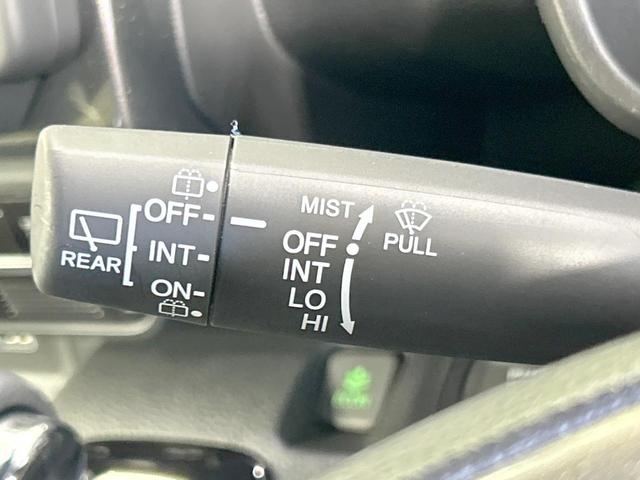 REAR
OFF
INT
ON
MIST
OFF
INT
LO
HI
PULL